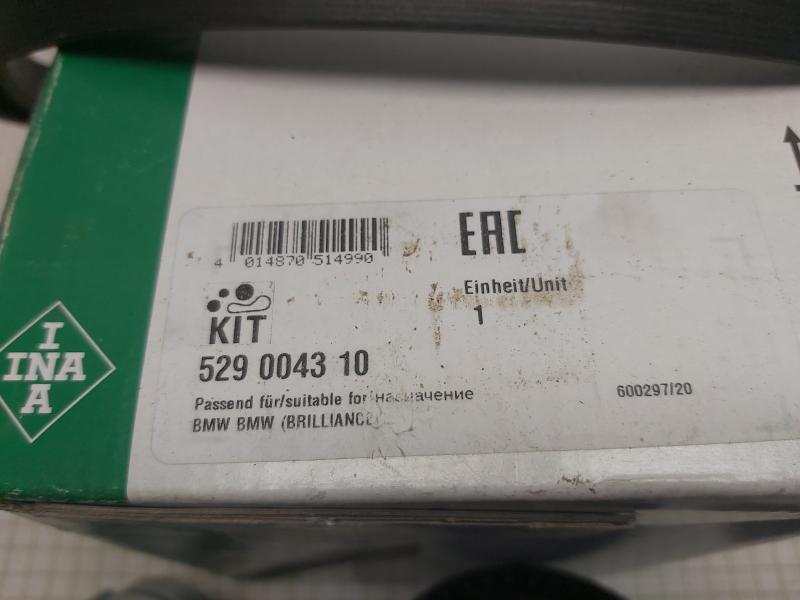 4 014870 514990
EAC
Einheit/Unit
1
KIT
529 0043 10
Passend für/suitable for/назначение
BMW BMW (BRILLIANCE)
600297/20
INA
INA